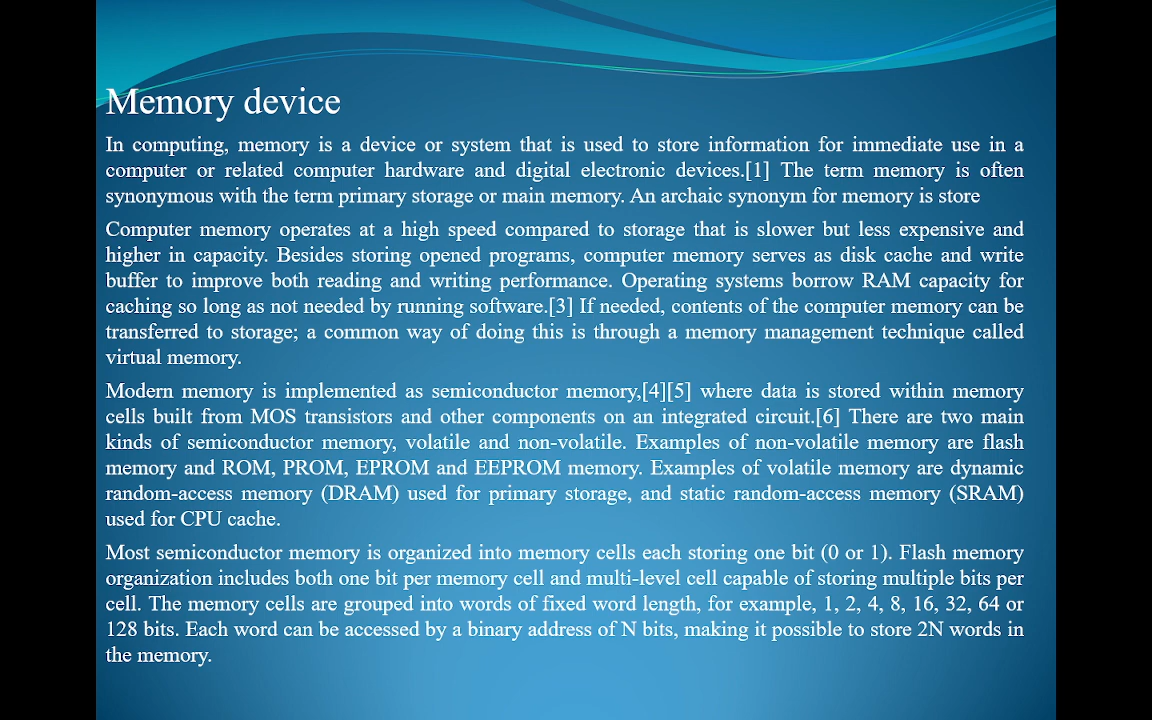 Memory device
In computing, memory is a device or system that is used to store information for immediate use in a
computer or related computer hardware and digital electronic devices.[1] The term memory is often
synonymous with the term primary storage or main memory. An archaic synonym for memory is store
Computer memory operates at a high speed compared to storage that is slower but less expensive and
higher in capacity. Besides storing opened programs, computer memory serves as disk cache and write
buffer to improve both reading and writing performance. Operating systems borrow RAM capacity for
caching so long as not needed by running software.[3] If needed, contents of the computer memory can be
transferred to storage; a common way of doing this is through a memory management technique called
virtual memory.
Modern memory is implemented as semiconductor memory,[4][5] where data is stored within memory
cells built from MOS transistors and other components on an integrated circuit.[6] There are two main
kinds of semiconductor memory, volatile and non-volatile. Examples of non-volatile memory are flash
memory and ROM, PROM, EPROM and EEPROM memory. Examples of volatile memory are dynamic
random-access memory (DRAM) used for primary storage, and static random-access memory (SRAM)
used for CPU cache.
Most semiconductor memory is organized into memory cells each storing one bit (0 or 1). Flash memory
organization includes both one bit per memory cell and multi-level cell capable of storing multiple bits per
cell. The memory cells are grouped into words of fixed word length, for example, 1, 2, 4, 8, 16, 32, 64 or
128 bits. Each word can be accessed by a binary address of N bits, making it possible to store 2N words in
the memory.